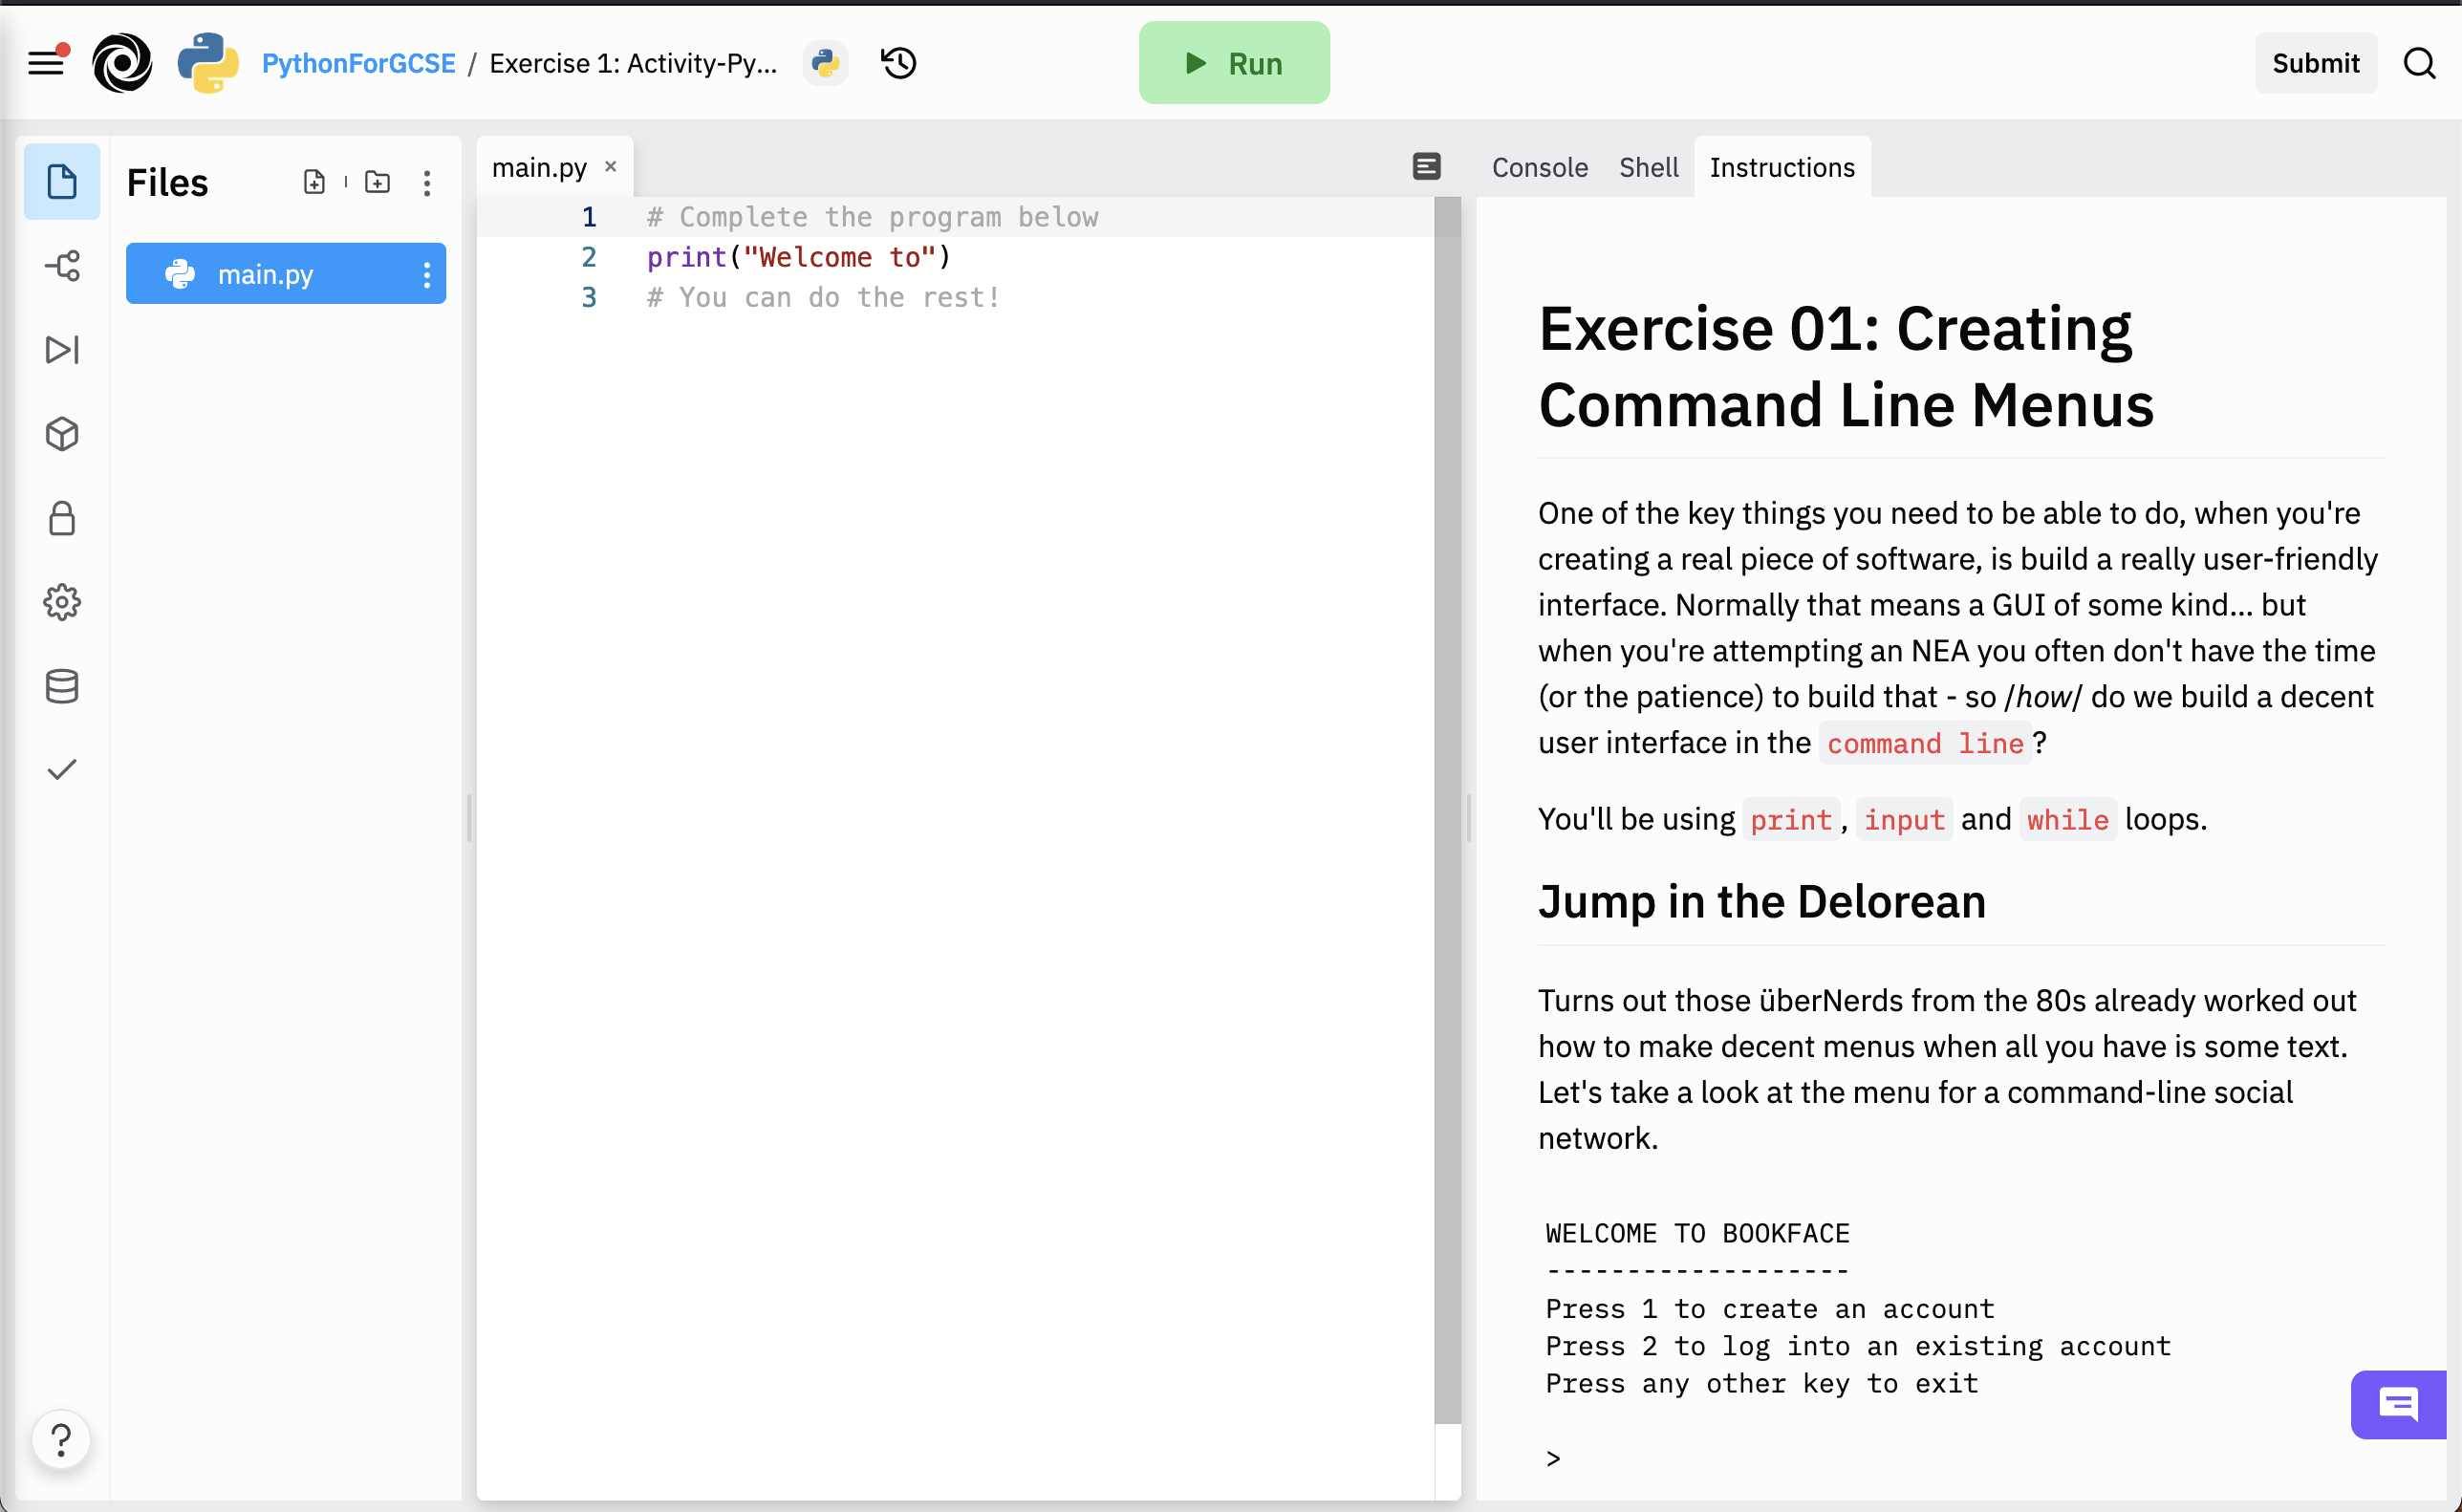 PythonForGCSE / Exercise 1: Activity-Py...
Run
Submit
Files
main.py
main.py ×
1 # Complete the program below
2 print("Welcome to")
3 # You can do the rest!
Console Shell Instructions
Exercise 01: Creating
Command Line Menus
One of the key things you need to be able to do, when you're
creating a real piece of software, is build a really user-friendly
interface. Normally that means a GUI of some kind... but
when you're attempting an NEA you often don't have the time
(or the patience) to build that - so /how/ do we build a decent
user interface in the command line?
You'll be using print, input and while loops.
Jump in the Delorean
Turns out those überNerds from the 80s already worked out
how to make decent menus when all you have is some text.
Let's take a look at the menu for a command-line social
network.
WELCOME TO BOOKFACE
-------------------
Press 1 to create an account
Press 2 to log into an existing account
Press any other key to exit
>
?